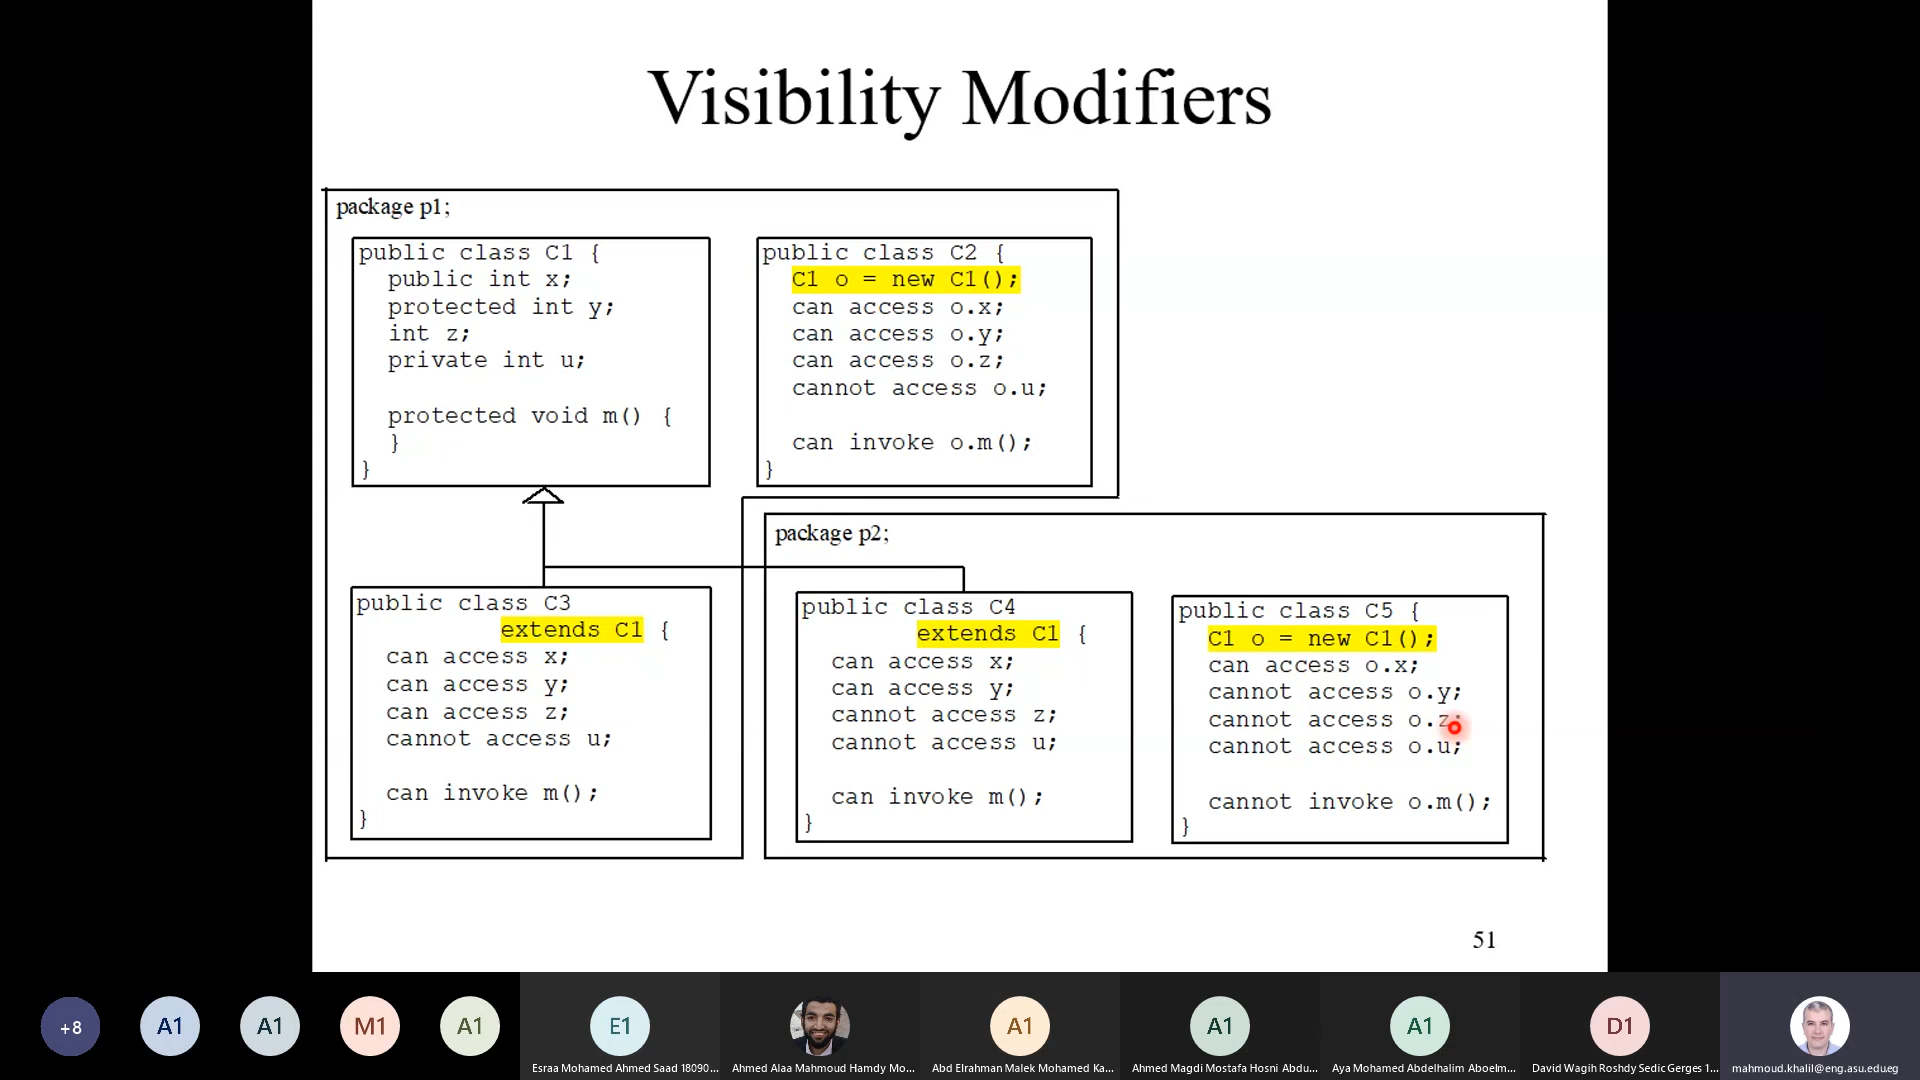 Visibility Modifiers
package p1;
public class C1 {
public int x;
protected int y;
int z;
private int u;
protected void m() {
}
}
public class C2 {
C1 o = new C1();
can access o.x;
can access o.y;
can access o.z;
cannot access o.u;
can invoke o.m();
}
public class C3
extends C1 {
can access x;
can access y;
can access z;
cannot access u;
can invoke m();
}
package p2;
public class C4
extends C1 {
can access x;
can access y;
cannot access z;
cannot access u;
can invoke m();
}
public class C5 {
C1 o = new C1();
can access o.x;
cannot access o.y;
cannot access o.z;
cannot access o.u;
cannot invoke o.m();
}
51
+8
A1
A1
M1
A1
E1
A1
A1
A1
D1
Esraa Mohamed Ahmed Saad 18090...
Ahmed Alaa Mahmoud Hamdy Mo...
Abd Elrahman Malek Mohamed Ka...
Ahmed Magdi Mostafa Hosni Abdu...
Aya Mohamed Abdelhalim Aboelm...
David Wagih Roshdy Sedic Gerges 1...
mahmoud.khalil@eng.asu.edu.eg